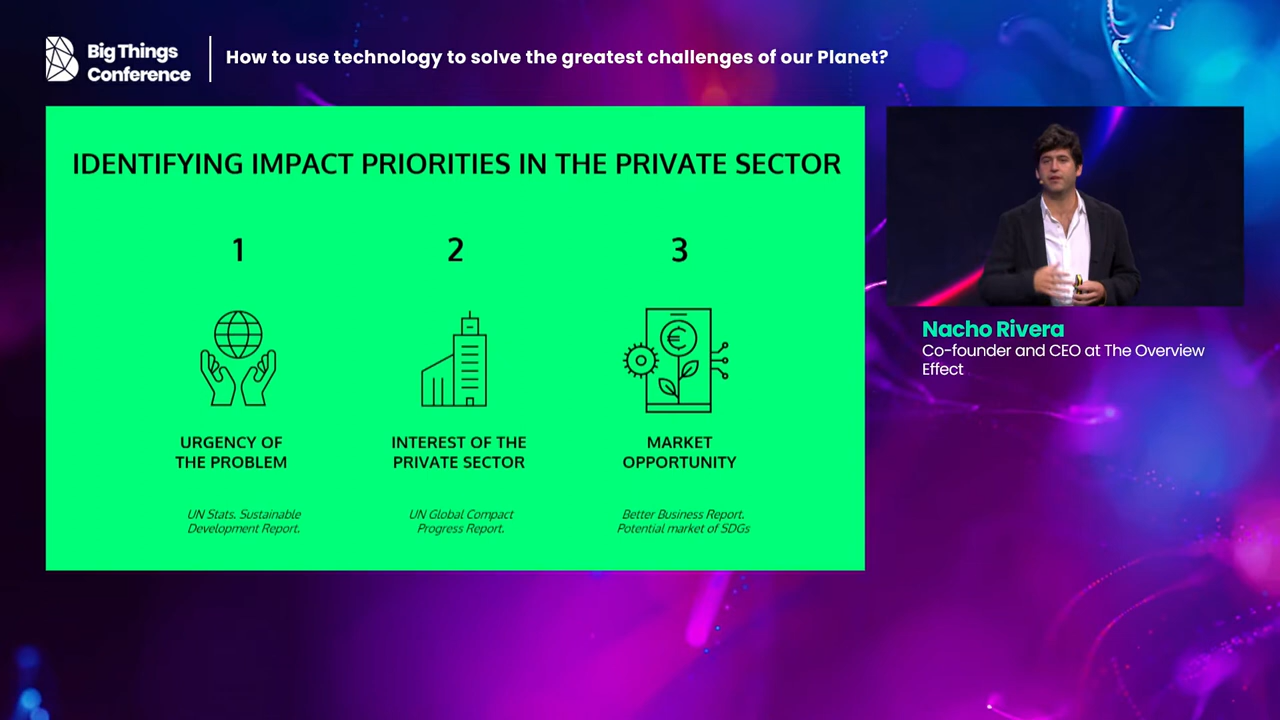 Big Things
Conference
How to use technology to solve the greatest challenges of our Planet?
IDENTIFYING IMPACT PRIORITIES IN THE PRIVATE SECTOR
1
2
3
€
URGENCY OF
THE PROBLEM
INTEREST OF THE
PRIVATE SECTOR
MARKET
OPPORTUNITY
UN Stats. Sustainable
Development Report.
UN Global Compact
Progress Report.
Better Business Report.
Potential market of SDGs
Nacho Rivera
Co-founder and CEO at The Overview
Effect